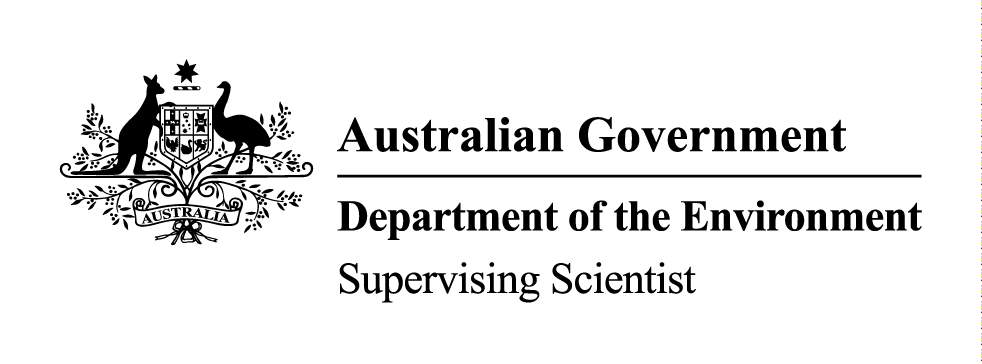 Australian Government
Department of the Environment
Supervising Scientist
AUSTRALIA